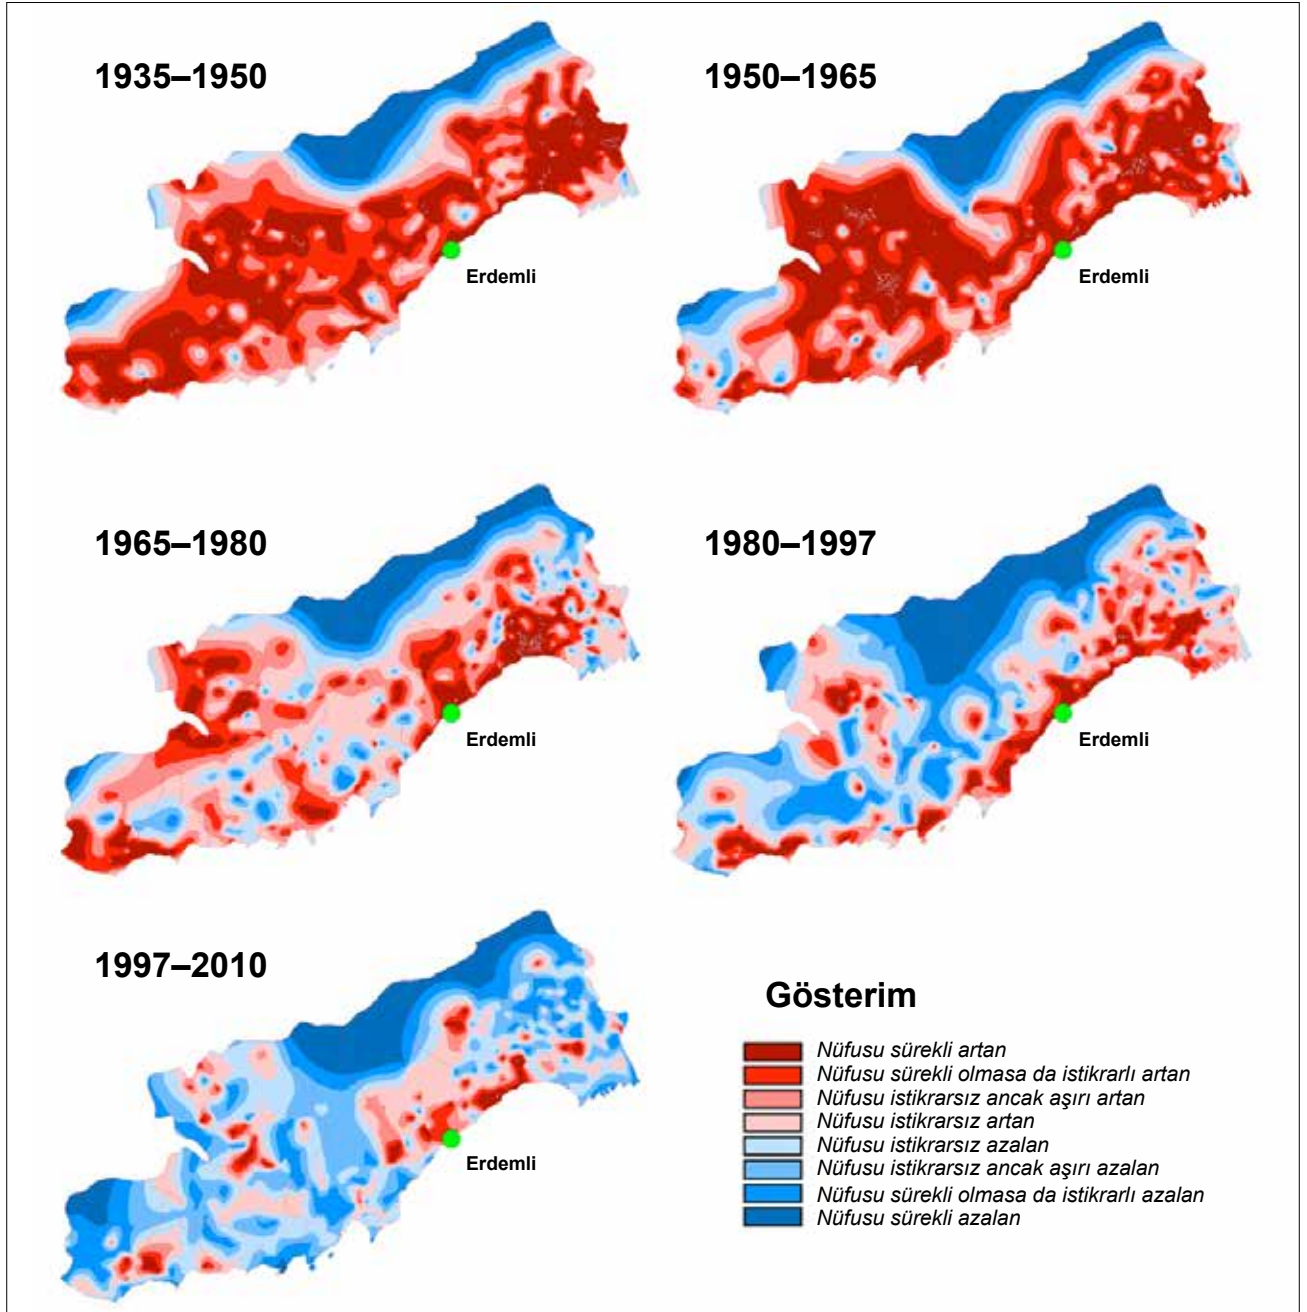 1935–1950
1950–1965
Erdemli
Erdemli
1965–1980
1980–1997
Erdemli
Erdemli
1997–2010
Erdemli
Gösterim
Nüfusu sürekli artan
Nüfusu sürekli olmasa da istikrarlı artan
Nüfusu istikrarsız ancak aşırı artan
Nüfusu istikrarsız artan
Nüfusu istikrarsız azalan
Nüfusu istikrarsız ancak aşırı azalan
Nüfusu sürekli olmasa da istikrarlı azalan
Nüfusu sürekli azalan